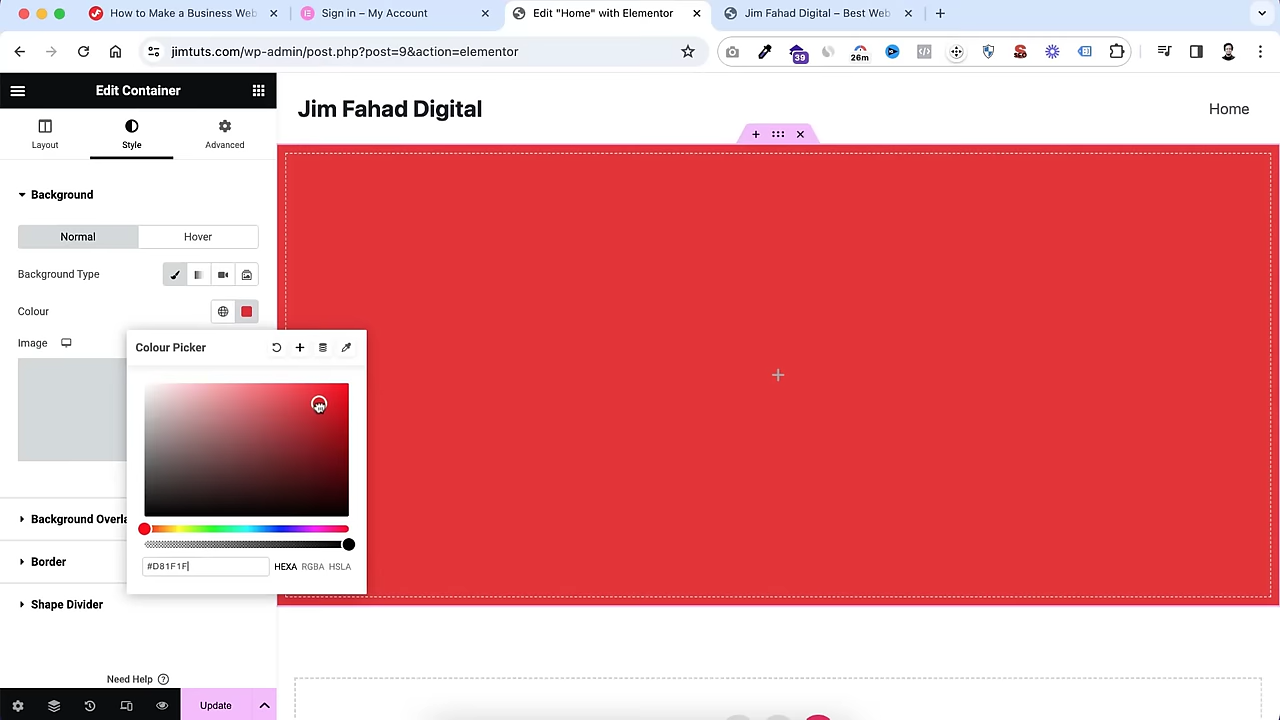 How to Make a Business Web
Sign in – My Account
Edit "Home" with Elementor
Jim Fahad Digital – Best Web
jimtuts.com/wp-admin/post.php?post=9&action=elementor
39
26m
Edit Container
Layout
Style
Advanced
Background
Normal
Hover
Background Type
Colour
Image
Colour Picker
#D81F1F
HEXA
RGBA
HSLA
Background Overla
Border
Shape Divider
Need Help
Update
Jim Fahad Digital
Home